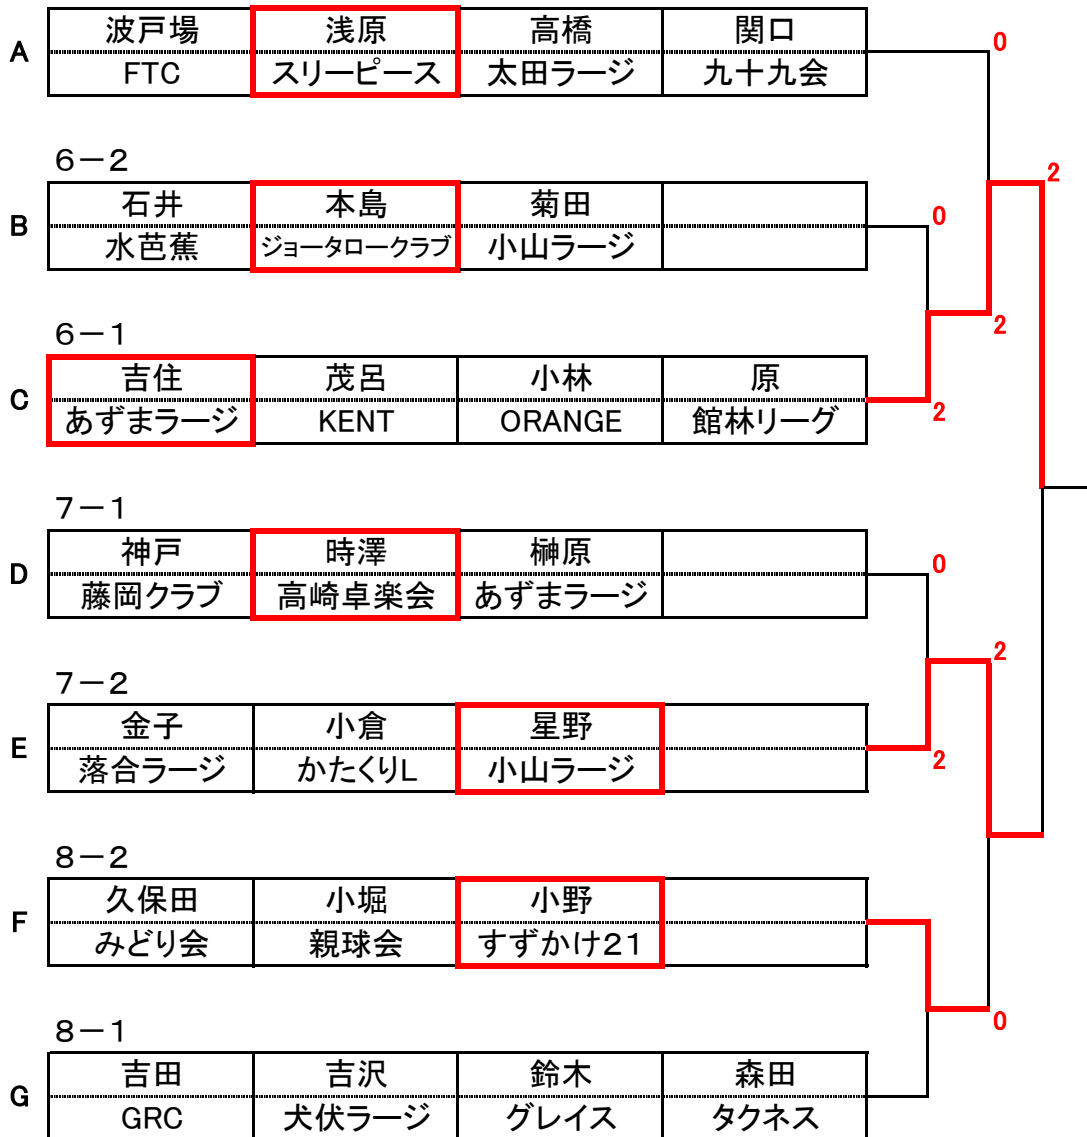 A
波戸場 浅原 高橋 関口
FTC スリーピース 太田ラージ 九十九会
0
6-2
2
B
石井 本島 菊田
水芭蕉 ジョータロークラブ 小山ラージ
0
6-1
2
C
吉住 茂呂 小林 原
あずまラージ KENT ORANGE 館林リーグ
2
7-1
D
神戸 時澤 榊原
藤岡クラブ 高崎卓楽会 あずまラージ
0
7-2
2
E
金子 小倉 星野
落合ラージ かたくりL 小山ラージ
2
8-2
F
久保田 小堀 小野
みどり会 親球会 すずかけ21
8-1
0
G
吉田 吉沢 鈴木 森田
GRC 犬伏ラージ グレイス タクネス